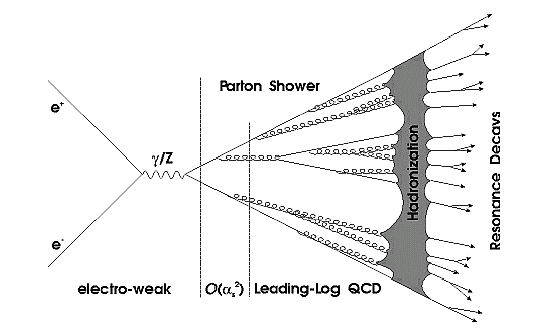 Parton Shower
e⁺
γ/Z
Hadronization
Resonance Decays
e⁻
electro-weak
O(αₛ²)
Leading-Log QCD